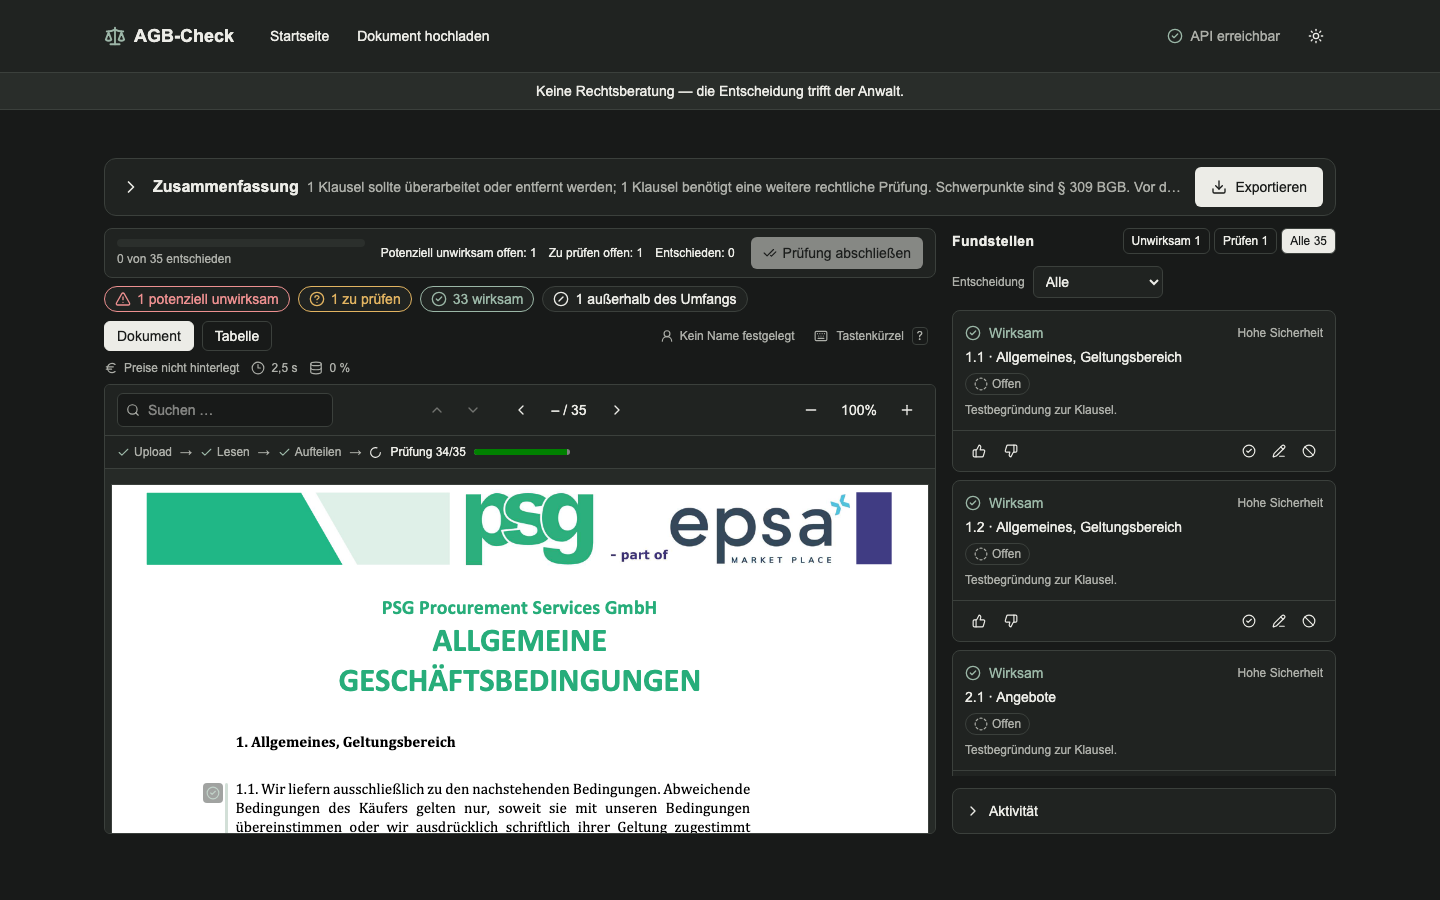 AGB-Check
Startseite
Dokument hochladen
API erreichbar
Keine Rechtsberatung — die Entscheidung trifft der Anwalt.
Zusammenfassung 1 Klausel sollte überarbeitet oder entfernt werden; 1 Klausel benötigt eine weitere rechtliche Prüfung. Schwerpunkte sind § 309 BGB. Vor d…
Exportieren
0 von 35 entschieden
Potenziell unwirksam offen: 1
Zu prüfen offen: 1
Entschieden: 0
Prüfung abschließen
1 potenziell unwirksam
1 zu prüfen
33 wirksam
1 außerhalb des Umfangs
Dokument
Tabelle
Kein Name festgelegt
Tastenkürzel ?
Preise nicht hinterlegt
2,5 s
0 %
Suchen …
– / 35
100%
Upload → Lesen → Aufteilen → Prüfung 34/35
psg
- part of
epsa
MARKET PLACE
PSG Procurement Services GmbH
ALLGEMEINE
GESCHÄFTSBEDINGUNGEN
1. Allgemeines, Geltungsbereich
1.1. Wir liefern ausschließlich zu den nachstehenden Bedingungen. Abweichende
Bedingungen des Käufers gelten nur, soweit sie mit unseren Bedingungen
übereinstimmen oder wir ausdrücklich schriftlich ihrer Geltung zugestimmt
Fundstellen
Unwirksam 1
Prüfen 1
Alle 35
Entscheidung
Alle
Wirksam
Hohe Sicherheit
1.1 · Allgemeines, Geltungsbereich
Offen
Testbegründung zur Klausel.
Wirksam
Hohe Sicherheit
1.2 · Allgemeines, Geltungsbereich
Offen
Testbegründung zur Klausel.
Wirksam
Hohe Sicherheit
2.1 · Angebote
Offen
Testbegründung zur Klausel.
Aktivität